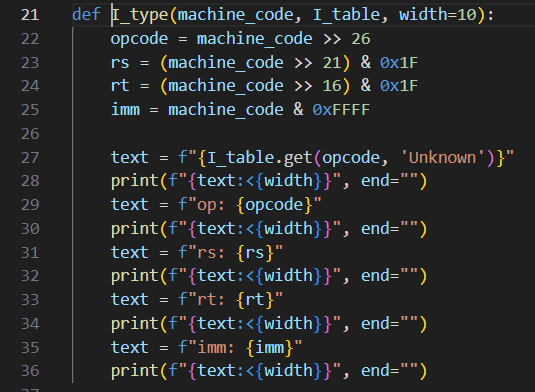 21 def I_type(machine_code, I_table, width=10):
22     opcode = machine_code >> 26
23     rs = (machine_code >> 21) & 0x1F
24     rt = (machine_code >> 16) & 0x1F
25     imm = machine_code & 0xFFFF
26
27     text = f"{I_table.get(opcode, 'Unknown')}"
28     print(f"{text:<{width}}", end="")
29     text = f"op: {opcode}"
30     print(f"{text:<{width}}", end="")
31     text = f"rs: {rs}"
32     print(f"{text:<{width}}", end="")
33     text = f"rt: {rt}"
34     print(f"{text:<{width}}", end="")
35     text = f"imm: {imm}"
36     print(f"{text:<{width}}", end="")